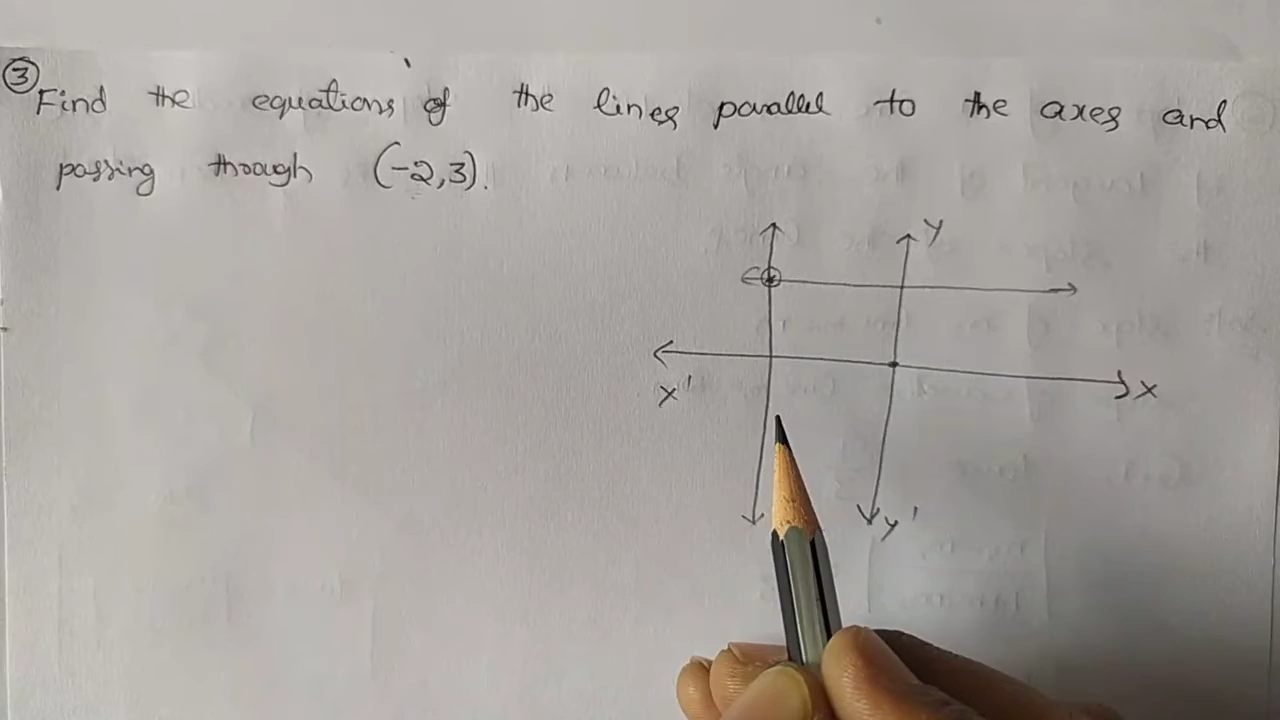 ③
Find the equations of the lines parallel to the axes and
passing through (-2,3).
y
x'
x
y'